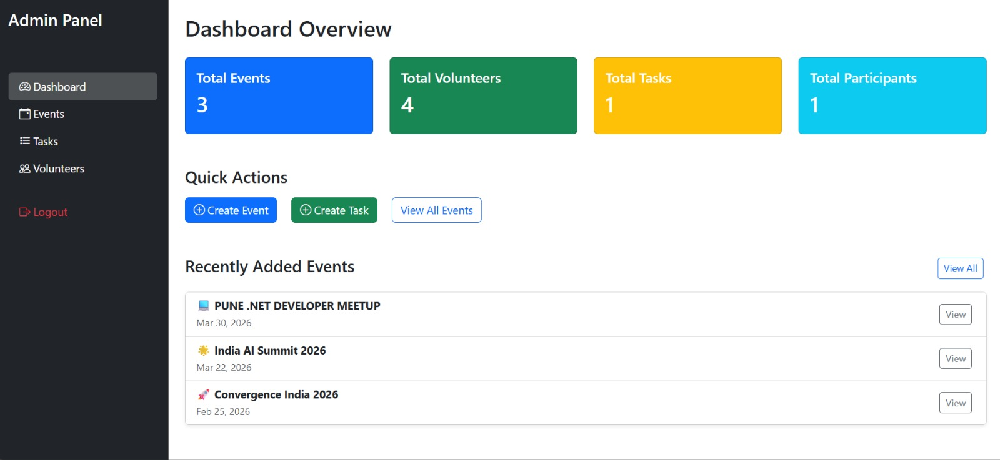 Admin Panel
Dashboard
Events
Tasks
Volunteers
Logout
Dashboard Overview
Total Events
3
Total Volunteers
4
Total Tasks
1
Total Participants
1
Quick Actions
Create Event
Create Task
View All Events
Recently Added Events
View All
PUNE .NET DEVELOPER MEETUP
Mar 30, 2026
View
India AI Summit 2026
Mar 22, 2026
View
Convergence India 2026
Feb 25, 2026
View